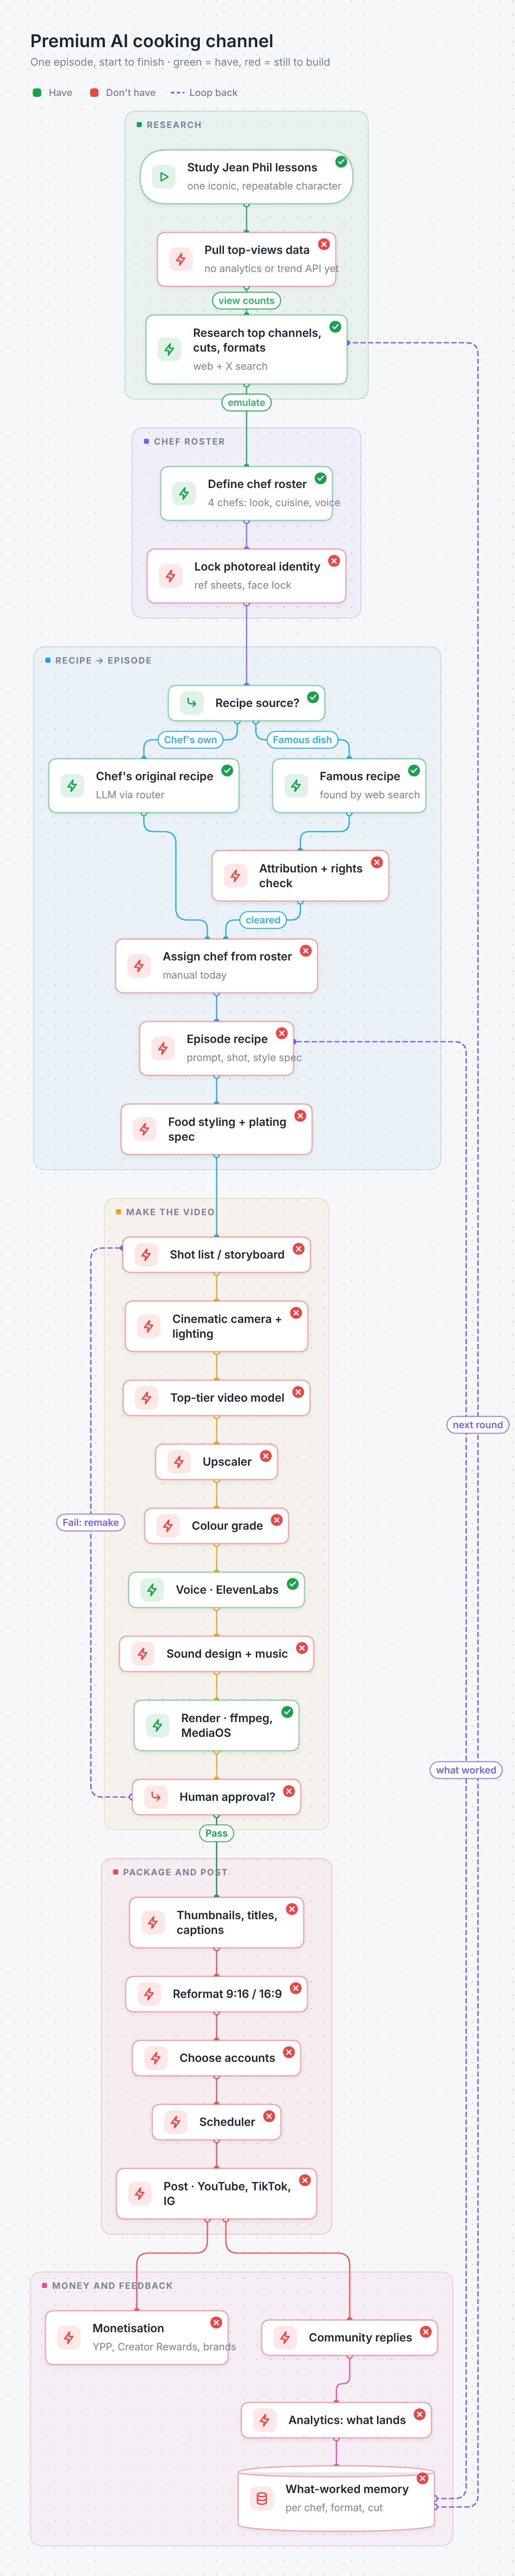 Premium AI cooking channel
One episode, start to finish · green = have, red = still to build
Have
Don't have
Loop back
RESEARCH
Study Jean Phil lessons
one iconic, repeatable character
Pull top-views data
no analytics or trend API yet
view counts
Research top channels,
cuts, formats
web + X search
emulate
CHEF ROSTER
Define chef roster
4 chefs: look, cuisine, voice
Lock photoreal identity
ref sheets, face lock
RECIPE → EPISODE
Recipe source?
Chef's own
Famous dish
Chef's original recipe
LLM via router
Famous recipe
found by web search
Attribution + rights
check
cleared
Assign chef from roster
manual today
Episode recipe
prompt, shot, style spec
Food styling + plating
spec
MAKE THE VIDEO
Shot list / storyboard
Cinematic camera +
lighting
Top-tier video model
next round
Upscaler
Fail: remake
Colour grade
Voice · ElevenLabs
Sound design + music
Render · ffmpeg,
MediaOS
what worked
Human approval?
Pass
PACKAGE AND POST
Thumbnails, titles,
captions
Reformat 9:16 / 16:9
Choose accounts
Scheduler
Post · YouTube, TikTok,
IG
MONEY AND FEEDBACK
Monetisation
YPP, Creator Rewards, brands
Community replies
Analytics: what lands
What-worked memory
per chef, format, cut